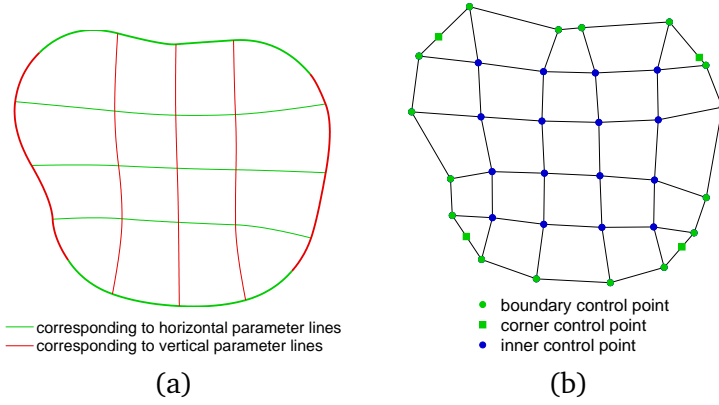 corresponding to horizontal parameter lines
corresponding to vertical parameter lines
(a)
boundary control point
corner control point
inner control point
(b)